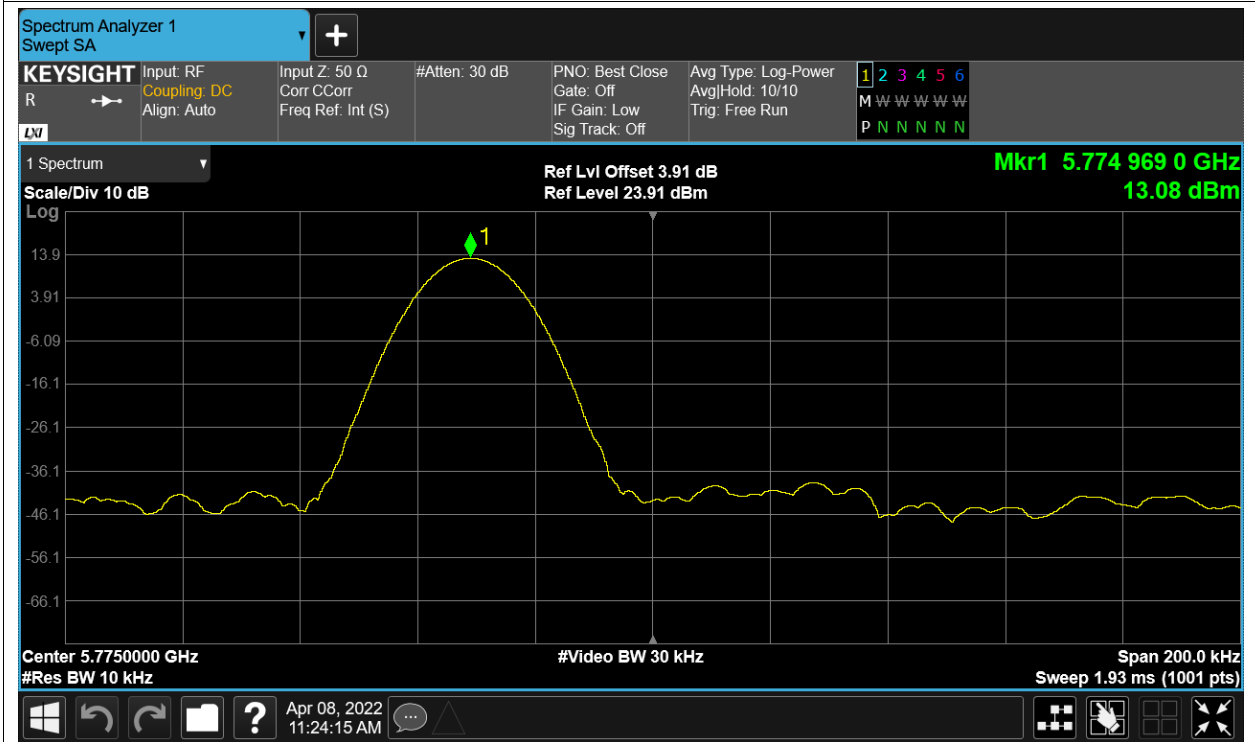 Spectrum Analyzer 1
Swept SA
+
KEYSIGHT Input: RF Input Z: 50 Ω #Atten: 30 dB PNO: Best Close Avg Type: Log-Power 1 2 3 4 5 6
R Coupling: DC Corr CCorr Gate: Off Avg|Hold: 10/10 M W W W W W
Align: Auto Freq Ref: Int (S) IF Gain: Low Trig: Free Run
LXI Sig Track: Off P N N N N N
1 Spectrum Ref Lvl Offset 3.91 dB Mkr1 5.774 969 0 GHz
Scale/Div 10 dB Ref Level 23.91 dBm 13.08 dBm
Log
1
13.9
3.91
-6.09
-16.1
-26.1
-36.1
-46.1
-56.1
-66.1
Center 5.7750000 GHz #Video BW 30 kHz Span 200.0 kHz
#Res BW 10 kHz Sweep 1.93 ms (1001 pts)
? Apr 08, 2022
11:24:15 AM